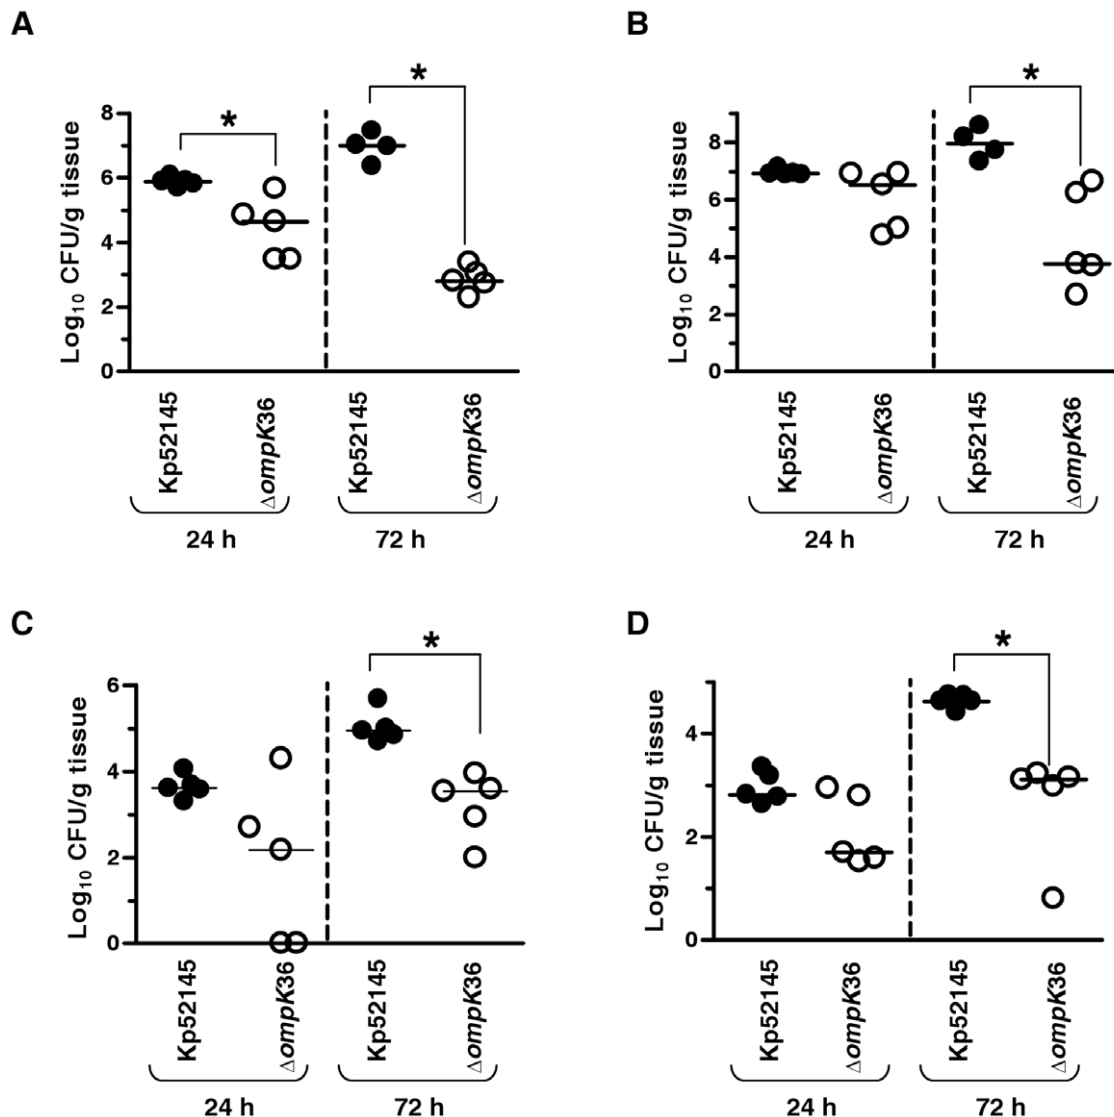 A
Log₁₀ CFU/g tissue
8
6
4
2
0
*
*
Kp52145
ΔompK36
Kp52145
ΔompK36
24 h
72 h
B
Log₁₀ CFU/g tissue
8
6
4
2
0
*
Kp52145
ΔompK36
Kp52145
ΔompK36
24 h
72 h
C
Log₁₀ CFU/g tissue
6
4
2
0
*
Kp52145
ΔompK36
Kp52145
ΔompK36
24 h
72 h
D
Log₁₀ CFU/g tissue
4
2
0
*
Kp52145
ΔompK36
Kp52145
ΔompK36
24 h
72 h